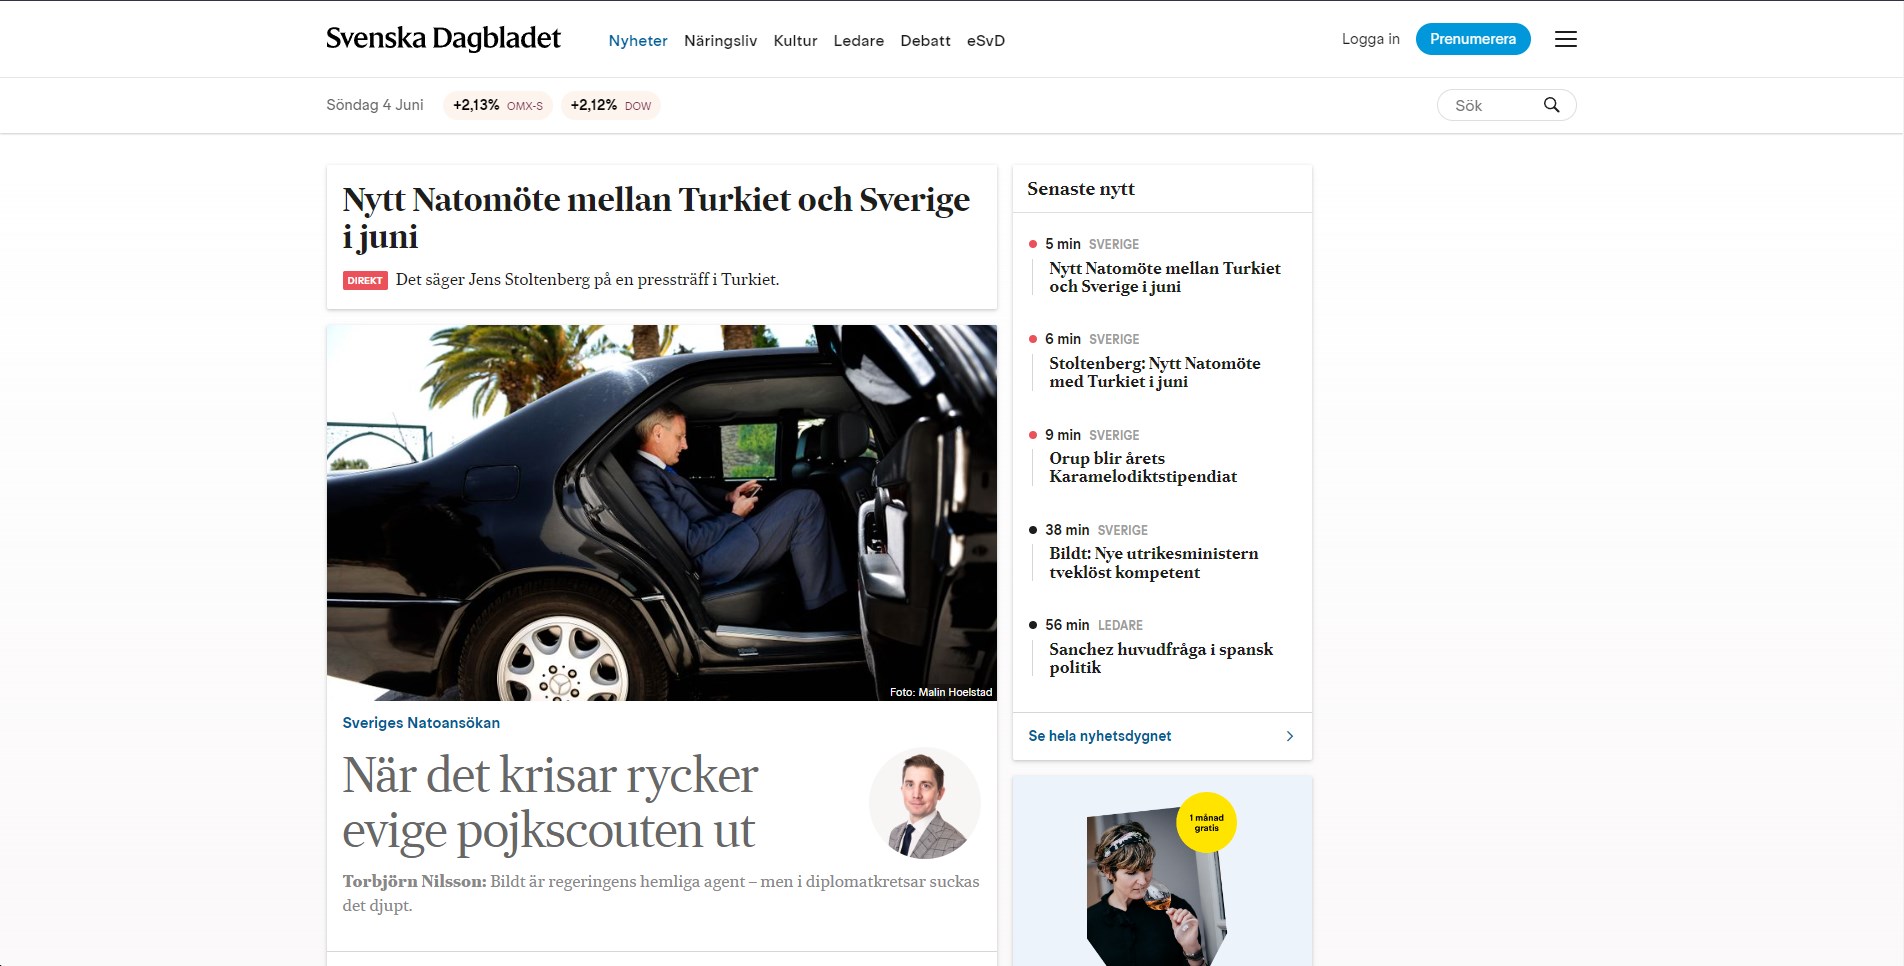 Svenska Dagbladet
Nyheter Näringsliv Kultur Ledare Debatt eSvD
Logga in Prenumerera
Söndag 4 Juni +2,13% OMX-S +2,12% DOW
Sök
Nytt Natomöte mellan Turkiet och Sverige
i juni
DIREKT Det säger Jens Stoltenberg på en pressträff i Turkiet.
Foto: Malin Hoelstad
Sveriges Natoansökan
När det krisar rycker
evige pojkscouten ut
Torbjörn Nilsson: Bildt är regeringens hemliga agent – men i diplomatkretsar suckas
det djupt.
Senaste nytt
5 min SVERIGE
Nytt Natomöte mellan Turkiet
och Sverige i juni
6 min SVERIGE
Stoltenberg: Nytt Natomöte
med Turkiet i juni
9 min SVERIGE
Orup blir årets
Karamelodiktstipendiat
38 min SVERIGE
Bildt: Nye utrikesministern
tveklöst kompetent
56 min LEDARE
Sanchez huvudfråga i spansk
politik
Se hela nyhetsdygnet
1 månad
gratis